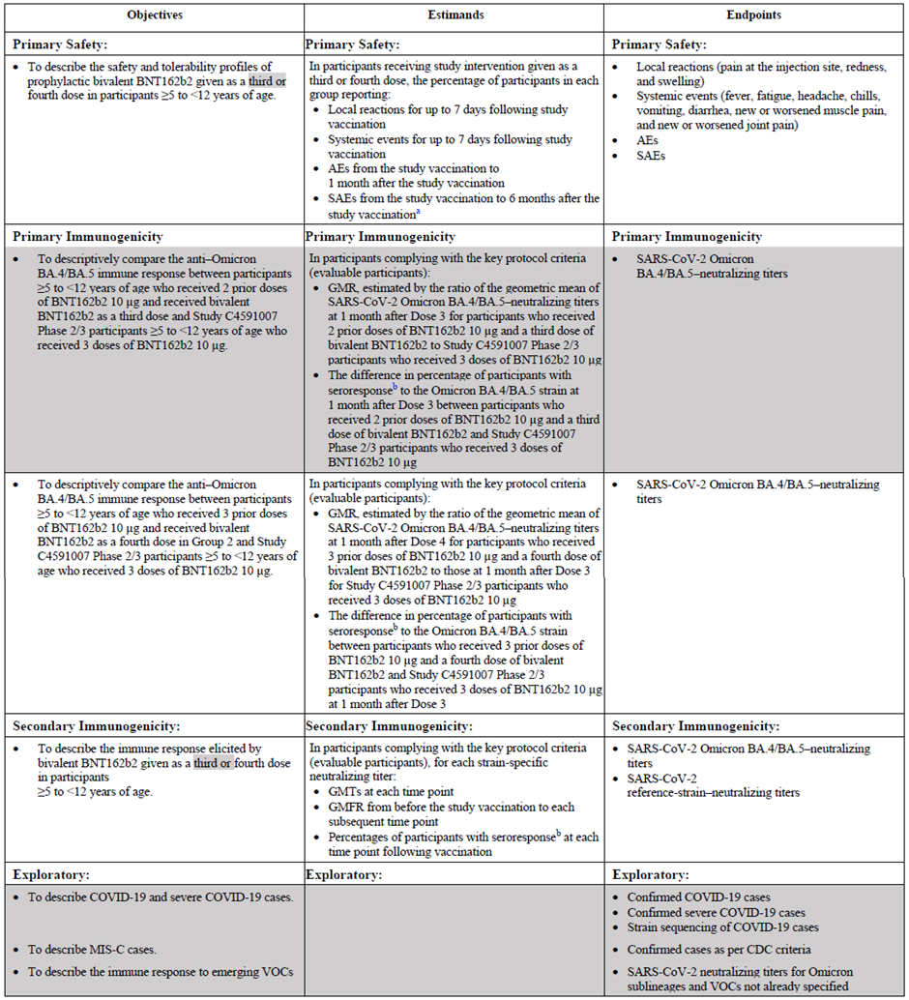 Objectives
Estimands
Endpoints
Primary Safety:
Primary Safety:
Primary Safety:
• To describe the safety and tolerability profiles of
prophylactic bivalent BNT162b2 given as a third or
fourth dose in participants ≥5 to <12 years of age.
In participants receiving study intervention given as a
third or fourth dose, the percentage of participants in each
group reporting:
• Local reactions for up to 7 days following study
vaccination
• Systemic events for up to 7 days following study
vaccination
• AEs from the study vaccination to
1 month after the study vaccination
• SAEs from the study vaccination to 6 months after the
study vaccinationa
• Local reactions (pain at the injection site, redness,
and swelling)
• Systemic events (fever, fatigue, headache, chills,
vomiting, diarrhea, new or worsened muscle pain,
and new or worsened joint pain)
• AEs
• SAEs
Primary Immunogenicity
Primary Immunogenicity
Primary Immunogenicity
• To descriptively compare the anti–Omicron
BA.4/BA.5 immune response between participants
≥5 to <12 years of age who received 2 prior doses
of BNT162b2 10 µg and received bivalent
BNT162b2 as a third dose and Study C4591007
Phase 2/3 participants ≥5 to <12 years of age who
received 3 doses of BNT162b2 10 µg.
In participants complying with the key protocol criteria
(evaluable participants):
• GMR, estimated by the ratio of the geometric mean of
SARS-CoV-2 Omicron BA.4/BA.5–neutralizing titers
at 1 month after Dose 3 for participants who received
2 prior doses of BNT162b2 10 µg and a third dose of
bivalent BNT162b2 to Study C4591007 Phase 2/3
participants who received 3 doses of BNT162b2 10 µg
• The difference in percentage of participants with
seroresponseb to the Omicron BA.4/BA.5 strain at
1 month after Dose 3 between participants who
received 2 prior doses of BNT162b2 10 µg and a third
dose of bivalent BNT162b2 and Study C4591007
Phase 2/3 participants who received 3 doses of
BNT162b2 10 µg
• SARS-CoV-2 Omicron
BA.4/BA.5–neutralizing titers
• To descriptively compare the anti–Omicron
BA.4/BA.5 immune response between participants
≥5 to <12 years of age who received 3 prior doses
of BNT162b2 10 µg and received bivalent
BNT162b2 as a fourth dose in Group 2 and Study
C4591007 Phase 2/3 participants ≥5 to <12 years of
age who received 3 doses of BNT162b2 10 µg.
In participants complying with the key protocol criteria
(evaluable participants):
• GMR, estimated by the ratio of the geometric mean of
SARS-CoV-2 Omicron BA.4/BA.5–neutralizing titers
at 1 month after Dose 4 for participants who received
3 prior doses of BNT162b2 10 µg and a fourth dose of
bivalent BNT162b2 to those at 1 month after Dose 3
for Study C4591007 Phase 2/3 participants who
received 3 doses of BNT162b2 10 µg
• The difference in percentage of participants with
seroresponseb to the Omicron BA.4/BA.5 strain
between participants who received 3 prior doses of
BNT162b2 10 µg and a fourth dose of bivalent
BNT162b2 and Study C4591007 Phase 2/3
participants who received 3 doses of BNT162b2 10 µg
at 1 month after Dose 3
• SARS-CoV-2 Omicron BA.4/BA.5–neutralizing
titers
Secondary Immunogenicity:
Secondary Immunogenicity:
Secondary Immunogenicity:
• To describe the immune response elicited by
bivalent BNT162b2 given as a third or fourth dose
in participants
≥5 to <12 years of age.
In participants complying with the key protocol criteria
(evaluable participants), for each strain-specific
neutralizing titer:
• GMTs at each time point
• GMFR from before the study vaccination to each
subsequent time point
• Percentages of participants with seroresponseb at each
time point following vaccination
• SARS-CoV-2 Omicron BA.4/BA.5–neutralizing
titers
• SARS-CoV-2
reference-strain–neutralizing titers
Exploratory:
Exploratory:
Exploratory:
• To describe COVID-19 and severe COVID-19 cases.
• Confirmed COVID-19 cases
• Confirmed severe COVID-19 cases
• Strain sequencing of COVID-19 cases
• To describe MIS-C cases.
• Confirmed cases as per CDC criteria
• To describe the immune response to emerging VOCs
• SARS-CoV-2 neutralizing titers for Omicron
sublineages and VOCs not already specified